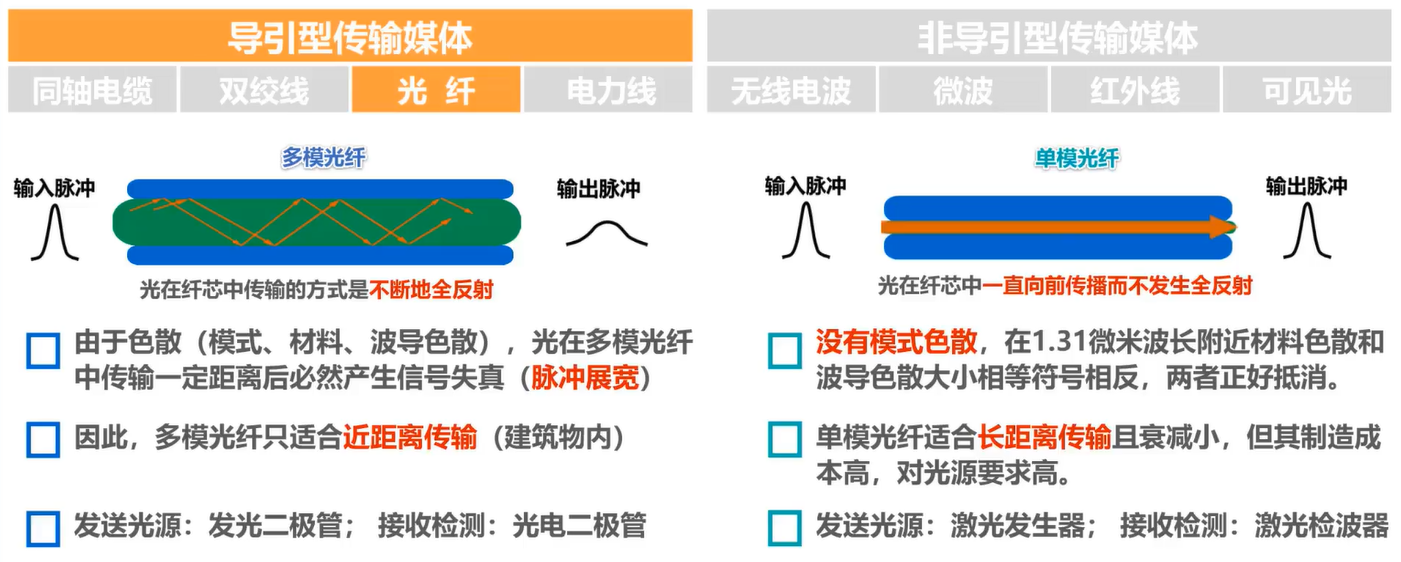 导引型传输媒体
非导引型传输媒体
同轴电缆
双绞线
光 纤
电力线
无线电波
微波
红外线
可见光
多模光纤
输入脉冲
输出脉冲
光在纤芯中传输的方式是不断地全反射
由于色散（模式、材料、波导色散），光在多模光纤
中传输一定距离后必然产生信号失真（脉冲展宽）
因此，多模光纤只适合近距离传输（建筑物内）
发送光源：发光二极管； 接收检测：光电二极管
单模光纤
输入脉冲
输出脉冲
光在纤芯中一直向前传播而不发生全反射
没有模式色散，在1.31微米波长附近材料色散和
波导色散大小相等符号相反，两者正好抵消。
单模光纤适合长距离传输且衰减小，但其制造成
本高，对光源要求高。
发送光源：激光发生器； 接收检测：激光检波器